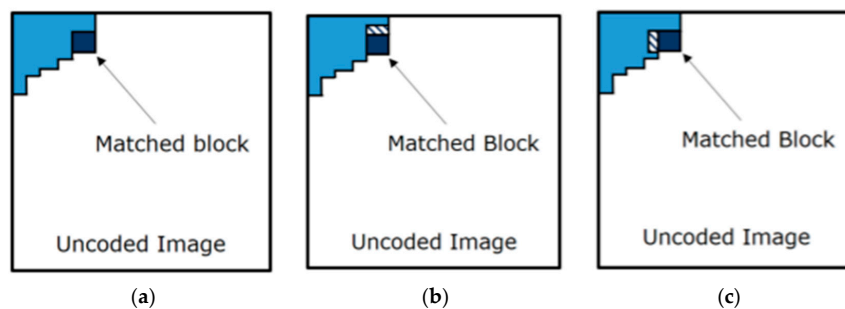 Matched block
Uncoded Image
(a)
Matched Block
Uncoded Image
(b)
Matched Block
Uncoded Image
(c)